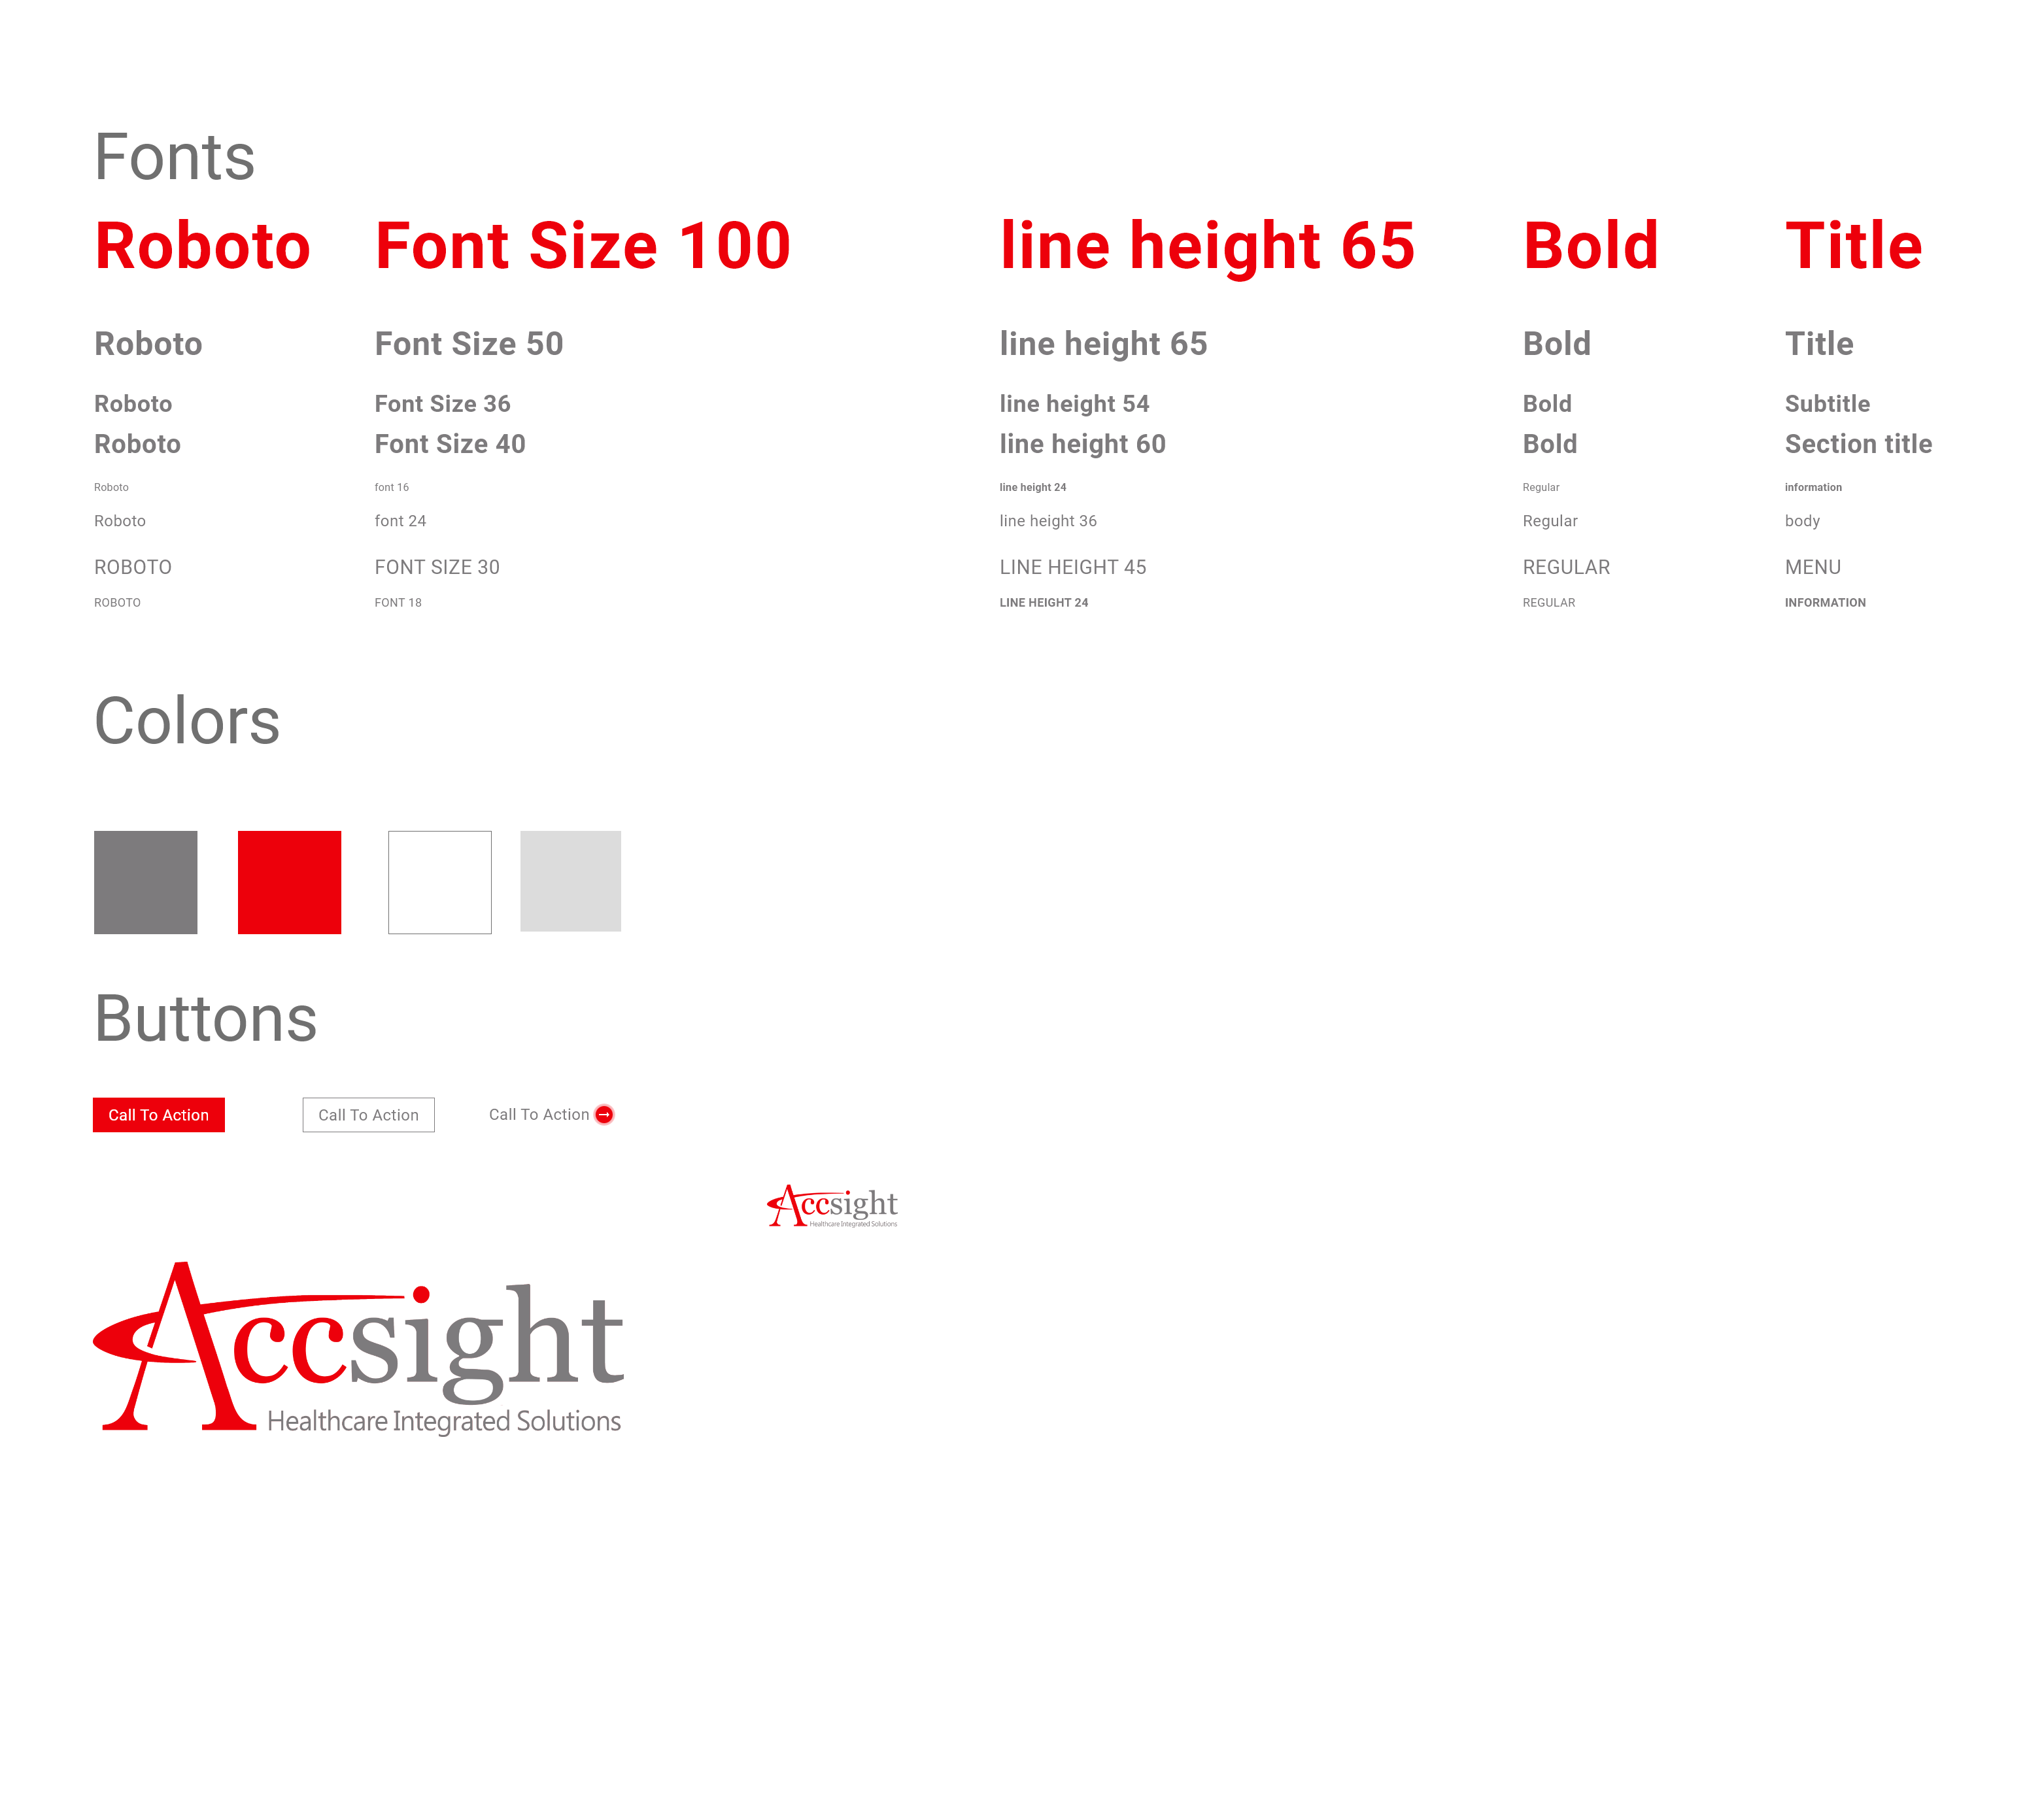 Fonts
Roboto Font Size 100 line height 65 Bold Title
Roboto Font Size 50 line height 65 Bold Title
Roboto Font Size 36 line height 54 Bold Subtitle
Roboto Font Size 40 line height 60 Bold Section title
Roboto font 16 line height 24 Regular information
Roboto font 24 line height 36 Regular body
ROBOTO FONT SIZE 30 LINE HEIGHT 45 REGULAR MENU
ROBOTO FONT 18 LINE HEIGHT 24 REGULAR INFORMATION
Colors
Buttons
Call To Action Call To Action Call To Action
Accsight
Healthcare Integrated Solutions
Accsight
Healthcare Integrated Solutions